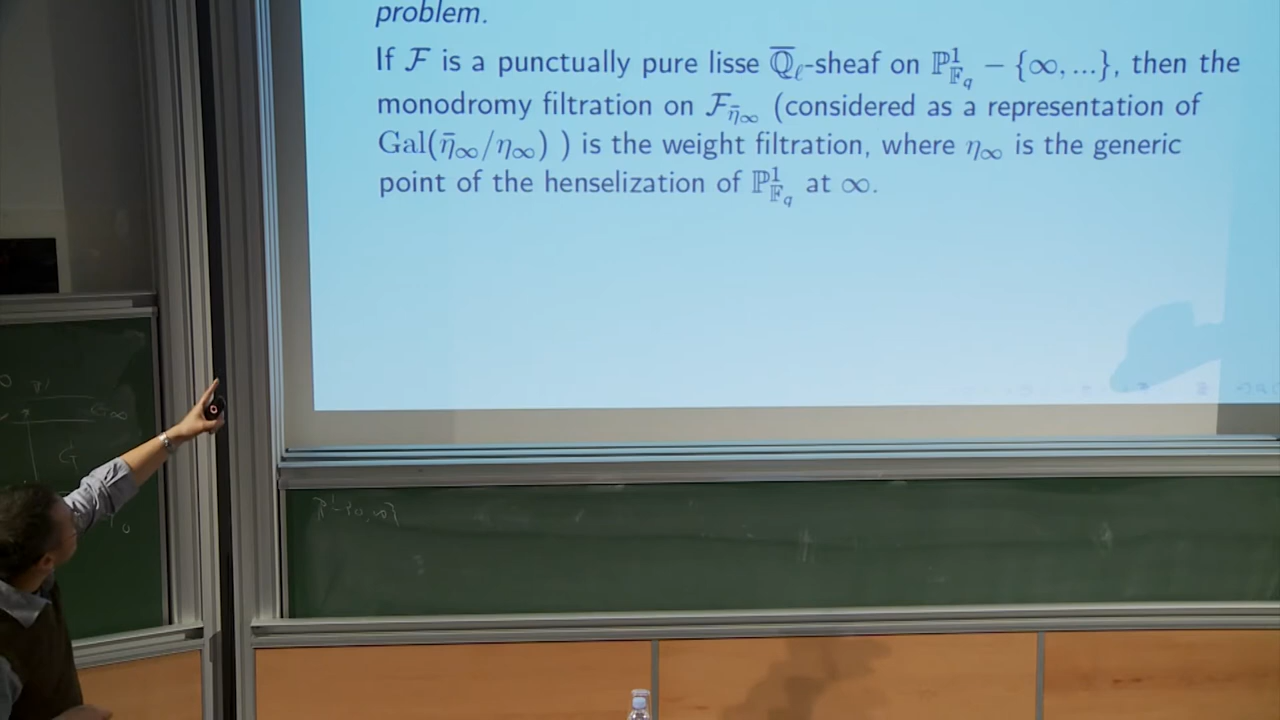 problem.
If $\mathcal{F}$ is a punctually pure lisse $\overline{\mathbb{Q}}_\ell$-sheaf on $\mathbb{P}^1_{\mathbb{F}_q} - \{\infty, ...\}$, then the
monodromy filtration on $\mathcal{F}_{\bar{\eta}_\infty}$ (considered as a representation of
Gal($\bar{\eta}_\infty/\eta_\infty$) ) is the weight filtration, where $\eta_\infty$ is the generic
point of the henselization of $\mathbb{P}^1_{\mathbb{F}_q}$ at $\infty$.